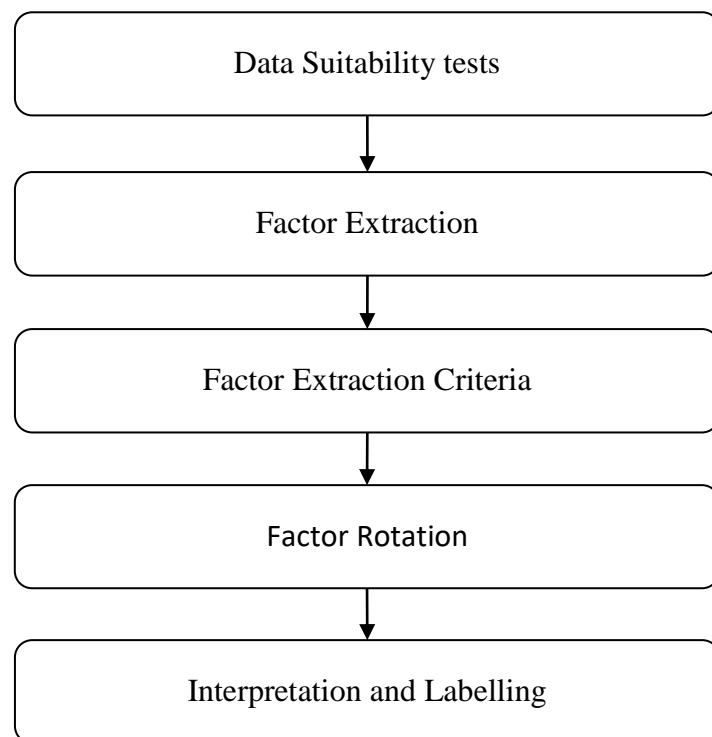 Data Suitability tests
Factor Extraction
Factor Extraction Criteria
Factor Rotation
Interpretation and Labelling